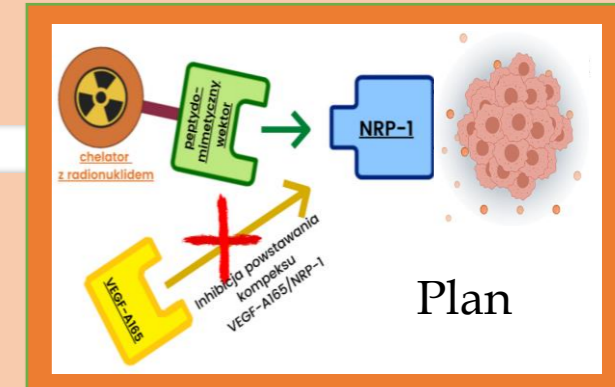 peptydo-
mimetyczny
wektor
NRP-1
chelator
z radionuklidem
Inhibicja powstawania
kompeksu
VEGF-A165/NRP-1
VEGF-A165
Plan